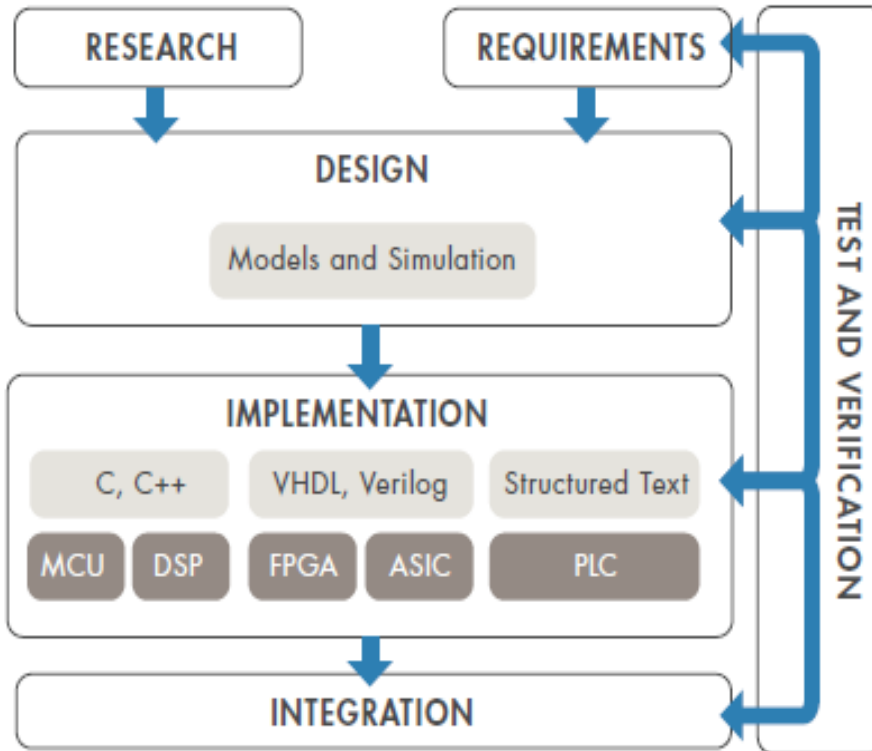 RESEARCH
REQUIREMENTS
DESIGN
Models and Simulation
IMPLEMENTATION
C, C++
VHDL, Verilog
Structured Text
MCU
DSP
FPGA
ASIC
PLC
INTEGRATION
TEST AND VERIFICATION